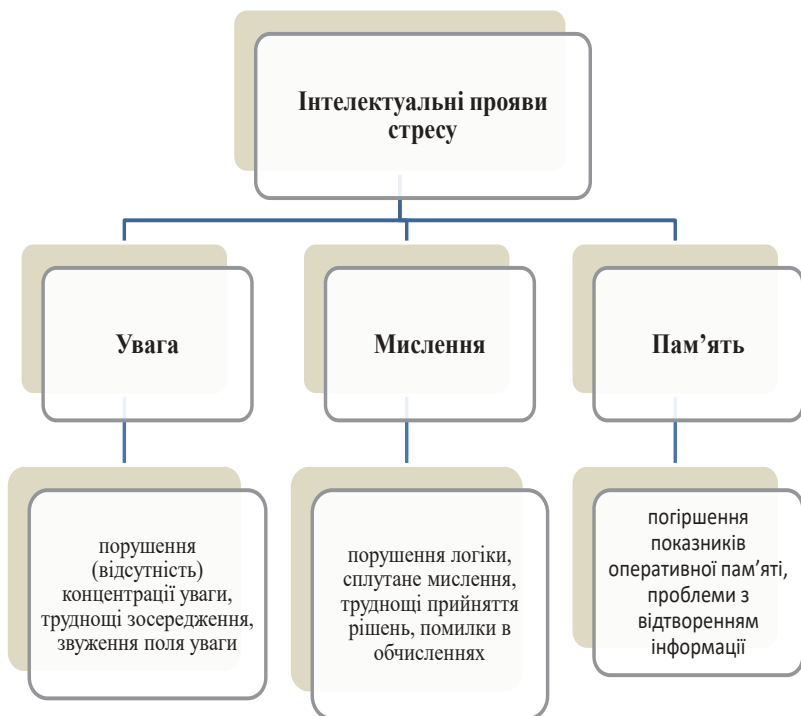 Інтелектуальні прояви
стресу
Увага
Мислення
Пам’ять
порушення
(відсутність)
концентрації уваги,
труднощі зосередження,
звуження поля уваги
порушення логіки,
сплутане мислення,
труднощі прийняття
рішень, помилки в
обчисленнях
погіршення
показників
оперативної пам’яті,
проблеми з
відтворенням
інформації